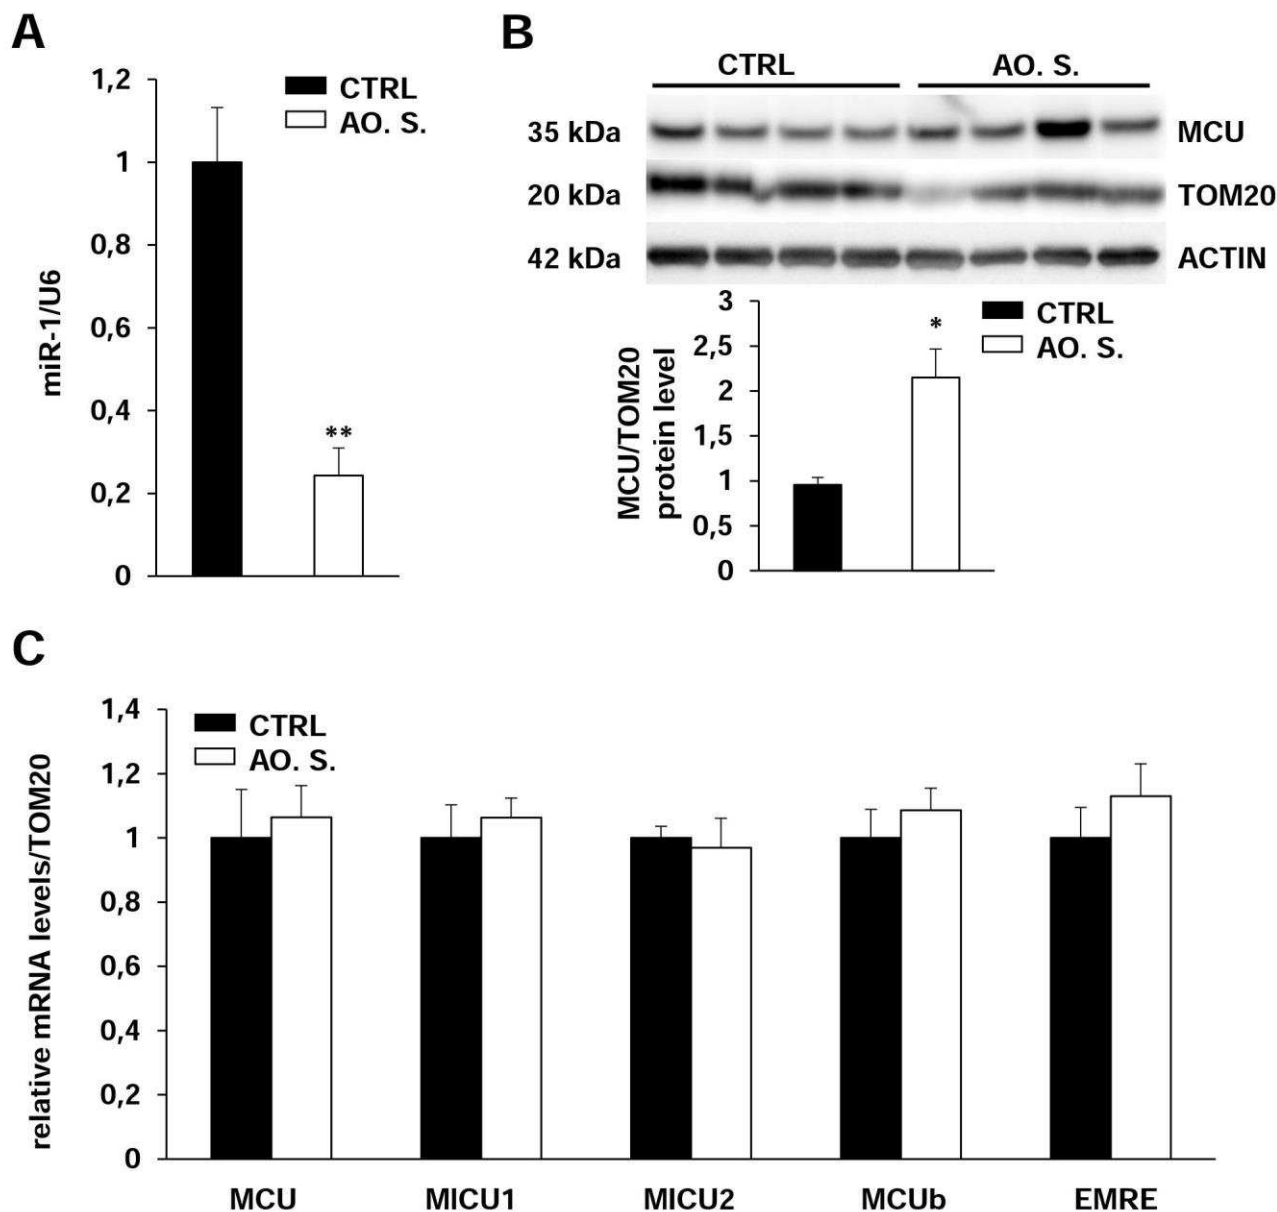 A
1,2
1
0,8
0,6
0,4
0,2
0
miR-1/U6
CTRL
AO. S.
**
B
CTRL AO. S.
35 kDa MCU
20 kDa TOM20
42 kDa ACTIN
3
2,5
2
1,5
1
0,5
0
MCU/TOM20
protein level
*
CTRL
AO. S.
C
1,4
1,2
1
0,8
0,6
0,4
0,2
0
relative mRNA levels/TOM20
CTRL
AO. S.
MCU MICU1 MICU2 MCUb EMRE